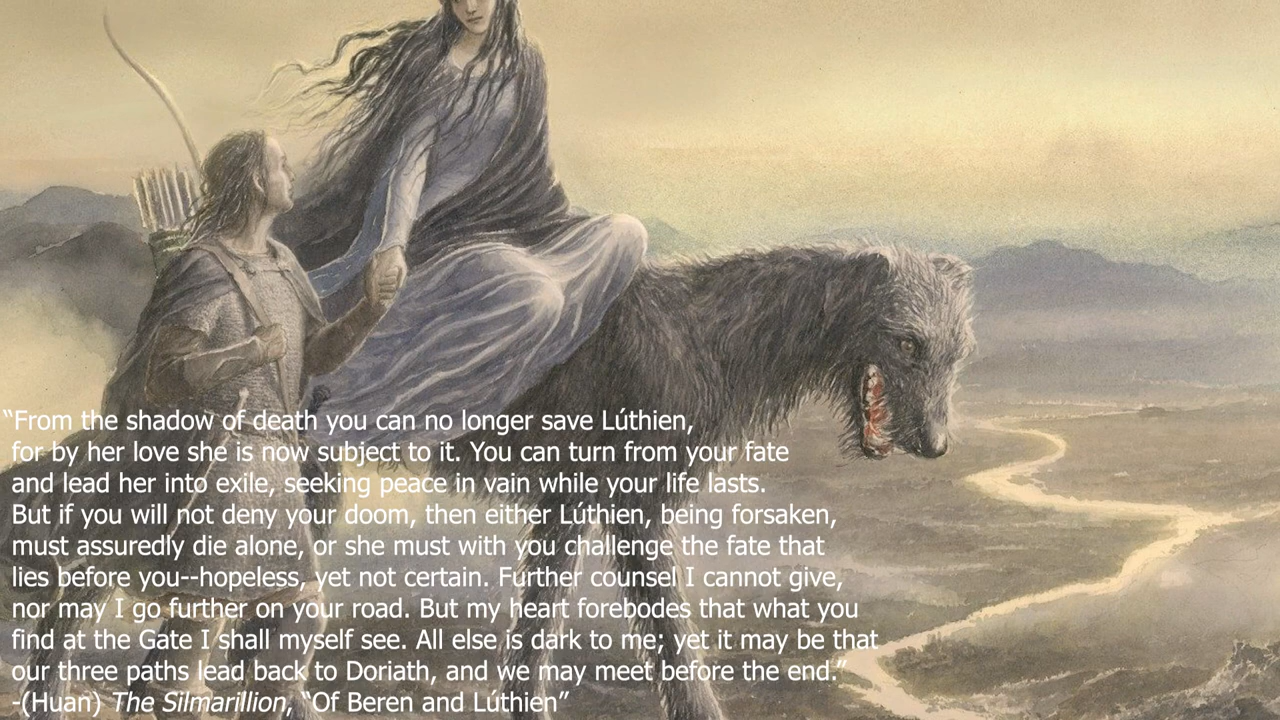 “From the shadow of death you can no longer save Lúthien,
for by her love she is now subject to it. You can turn from your fate
and lead her into exile, seeking peace in vain while your life lasts.
But if you will not deny your doom, then either Lúthien, being forsaken,
must assuredly die alone, or she must with you challenge the fate that
lies before you--hopeless, yet not certain. Further counsel I cannot give,
nor may I go further on your road. But my heart forebodes that what you
find at the Gate I shall myself see. All else is dark to me; yet it may be that
our three paths lead back to Doriath, and we may meet before the end.”
-(Huan) The Silmarillion, “Of Beren and Lúthien”